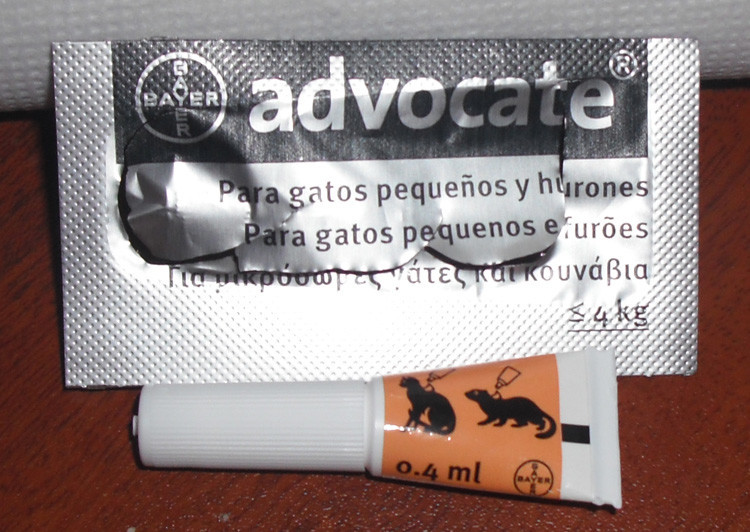 BAYER
BAYER
advocate®
Para gatos pequeños y hurones
Para gatos pequenos e furões
Για μικρόσωμες γάτες και κουνάβια
≤ 4 kg
0.4 ml
BAYER
BAYER